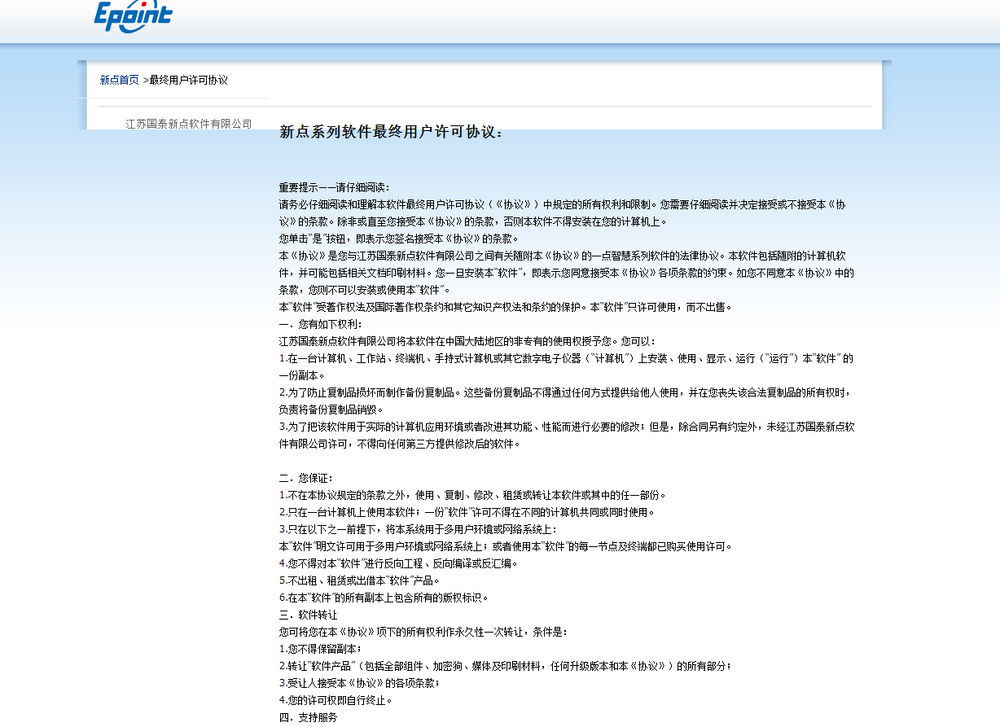 Epoint
新点首页 >最终用户许可协议
江苏国泰新点软件有限公司
新点系列软件最终用户许可协议：
重要提示——请仔细阅读：
请务必仔细阅读和理解本软件最终用户许可协议（《协议》）中规定的所有权利和限制。您需要仔细阅读并决定接受或不接受本《协
议》的条款。除非或直至您接受本《协议》的条款，否则本软件不得安装在您的计算机上。
您单击“是”按钮，即表示您签名接受本《协议》的条款。
本《协议》是您与江苏国泰新点软件有限公司之间有关随附本《协议》的一点智慧系列软件的法律协议。本软件包括随附的计算机软
件，并可能包括相关文档印刷材料。您一旦安装本“软件”，即表示您同意接受本《协议》各项条款的约束。如您不同意本《协议》中的
条款，您则不可以安装或使用本“软件”。
本“软件”受著作权法及国际著作权条约和其它知识产权法和条约的保护。本“软件”只许可使用，而不出售。
一．您有如下权利：
江苏国泰新点软件有限公司将本软件在中国大陆地区的非专有的使用权授予您。您可以：
1.在一台计算机、工作站、终端机、手持式计算机或其它数字电子仪器（“计算机”）上安装、使用、显示、运行（“运行”）本“软件” 的
一份副本。
2.为了防止复制品损坏而制作备份复制品。这些备份复制品不得通过任何方式提供给他人使用，并在您丧失该合法复制品的所有权时，
负责将备份复制品销毁。
3.为了把该软件用于实际的计算机应用环境或者改进其功能、性能而进行必要的修改；但是，除合同另有约定外，未经江苏国泰新点软
件有限公司许可，不得向任何第三方提供修改后的软件。
二．您保证：
1.不在本协议规定的条款之外，使用、复制、修改、租赁或转让本软件或其中的任一部份。
2.只在一台计算机上使用本软件；一份“软件”许可不得在不同的计算机共同或同时使用。
3.只在以下之一前提下，将本系统用于多用户环境或网络系统上：
本“软件”明文许可用于多用户环境或网络系统上；或者使用本“软件”的每一节点及终端都已购买使用许可。
4.您不得对本“软件”进行反向工程、反向编译或反汇编。
5.不出租、租赁或出借本“软件”产品。
6.在本“软件”的所有副本上包含所有的版权标识。
三．软件转让
您可将您在本《协议》项下的所有权利作永久性一次转让，条件是：
1.您不得保留副本；
2.转让“软件产品”（包括全部组件、加密狗、媒体及印刷材料，任何升级版本和本《协议》）的所有部分；
3.受让人接受本《协议》的各项条款；
4.您的许可权即自行终止。
四．支持服务